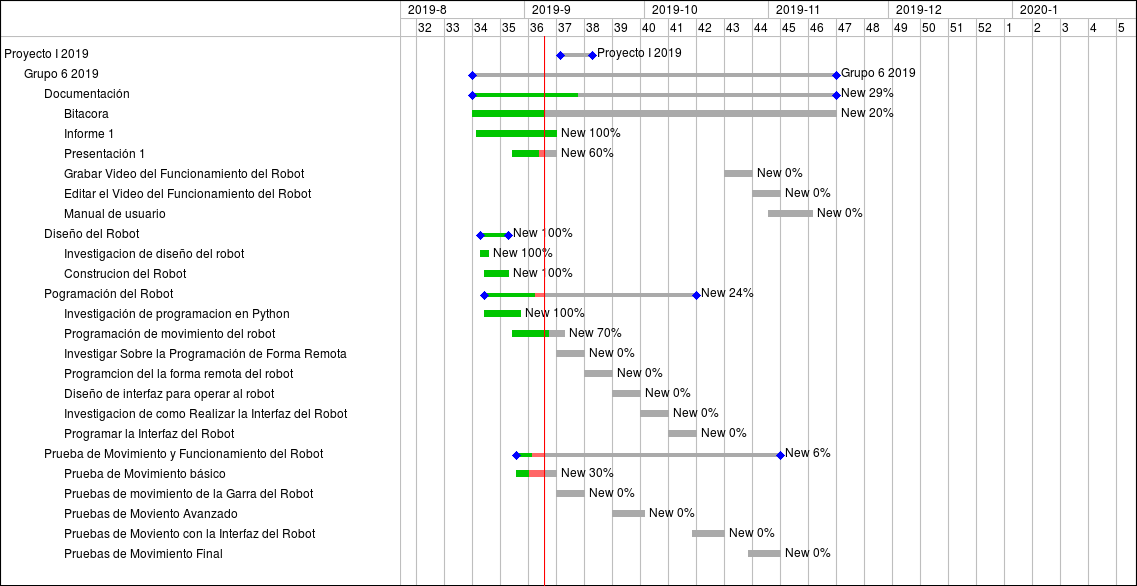 2019-8 2019-9 2019-10 2019-11 2019-12 2020-1
32 33 34 35 36 37 38 39 40 41 42 43 44 45 46 47 48 49 50 51 52 1 2 3 4 5
Proyecto I 2019 Proyecto I 2019
Grupo 6 2019 Grupo 6 2019
Documentación New 29%
Bitacora New 20%
Informe 1 New 100%
Presentación 1 New 60%
Grabar Video del Funcionamiento del Robot New 0%
Editar el Video del Funcionamiento del Robot New 0%
Manual de usuario New 0%
Diseño del Robot New 100%
Investigacion de diseño del robot New 100%
Construcion del Robot New 100%
Pogramación del Robot New 24%
Investigación de programacion en Python New 100%
Programación de movimiento del robot New 70%
Investigar Sobre la Programación de Forma Remota New 0%
Programcion del la forma remota del robot New 0%
Diseño de interfaz para operar al robot New 0%
Investigacion de como Realizar la Interfaz del Robot New 0%
Programar la Interfaz del Robot New 0%
Prueba de Movimiento y Funcionamiento del Robot New 6%
Prueba de Movimiento básico New 30%
Pruebas de movimiento de la Garra del Robot New 0%
Pruebas de Moviento Avanzado New 0%
Pruebas de Moviento con la Interfaz del Robot New 0%
Pruebas de Movimiento Final New 0%